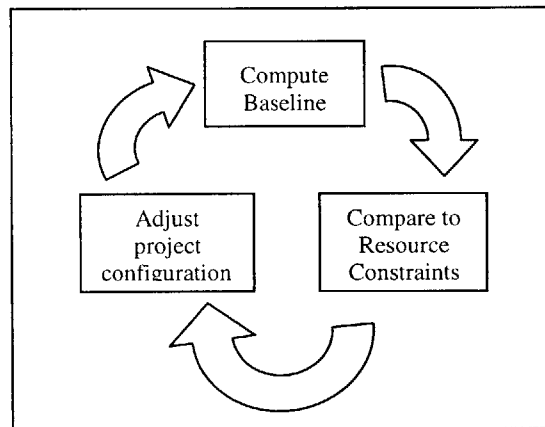 Compute
Baseline
Adjust
project
configuration
Compare to
Resource
Constraints